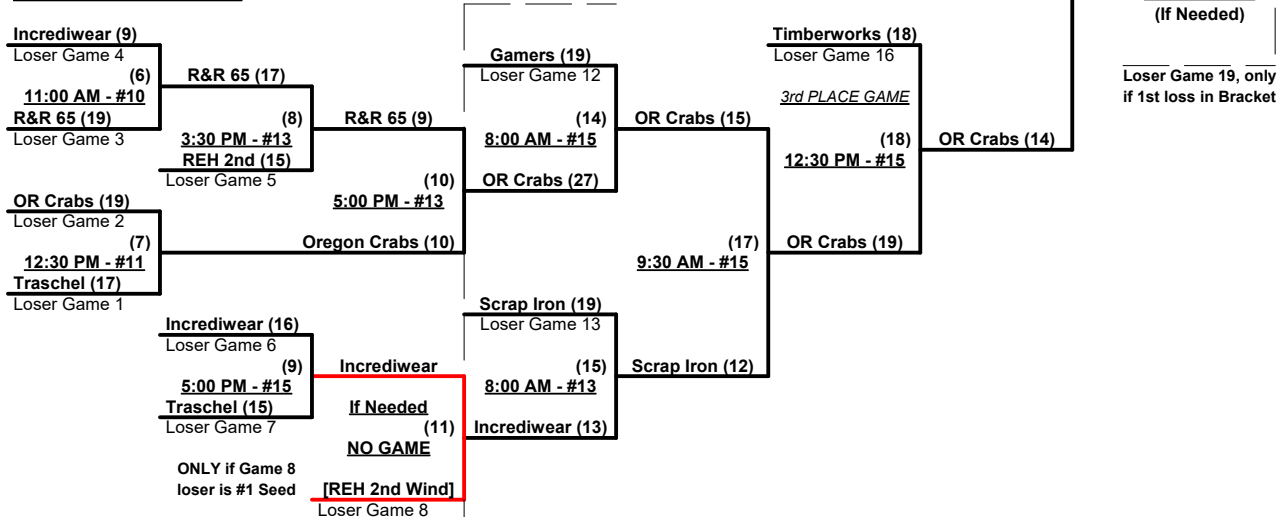 (If Needed)
Incrediwear (9)
Loser Game 4
Gamers (19)
Loser Game 12
Timberworks (18)
Loser Game 16
(6)
11:00 AM - #10
R&R 65 (17)
3rd PLACE GAME
Loser Game 19, only
if 1st loss in Bracket
R&R 65 (19)
Loser Game 3
(8)
3:30 PM - #13
R&R 65 (9)
(14)
8:00 AM - #15
OR Crabs (15)
(18)
12:30 PM - #15
OR Crabs (14)
REH 2nd (15)
Loser Game 5
(10)
5:00 PM - #13
OR Crabs (27)
OR Crabs (19)
Loser Game 2
(7)
12:30 PM - #11
Oregon Crabs (10)
(17)
9:30 AM - #15
OR Crabs (19)
Traschel (17)
Loser Game 1
Scrap Iron (19)
Loser Game 13
Incrediwear (16)
Loser Game 6
(9)
5:00 PM - #15
Incrediwear
(15)
8:00 AM - #13
Scrap Iron (12)
Traschel (15)
Loser Game 7
If Needed
(11)
NO GAME
Incrediwear (13)
ONLY if Game 8
loser is #1 Seed
[REH 2nd Wind]
Loser Game 8